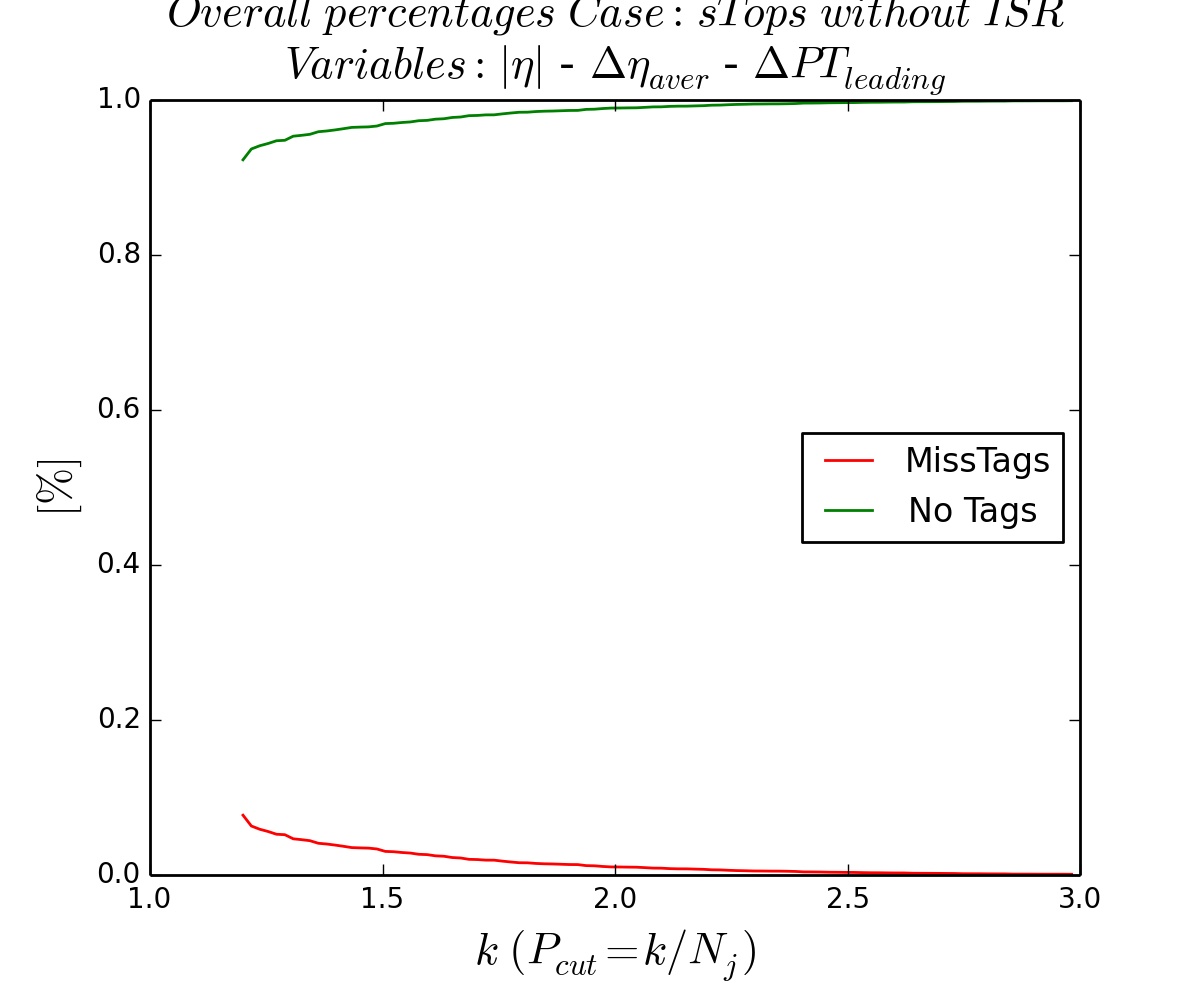 Overall percentages Case: sTops without ISR
Variables: |η| - Δη_aver - ΔPT_leading
1.0
0.8
0.6
0.4
0.2
0.0
[%]
MissTags
No Tags
1.0 1.5 2.0 2.5 3.0
k (P_cut = k/N_j)